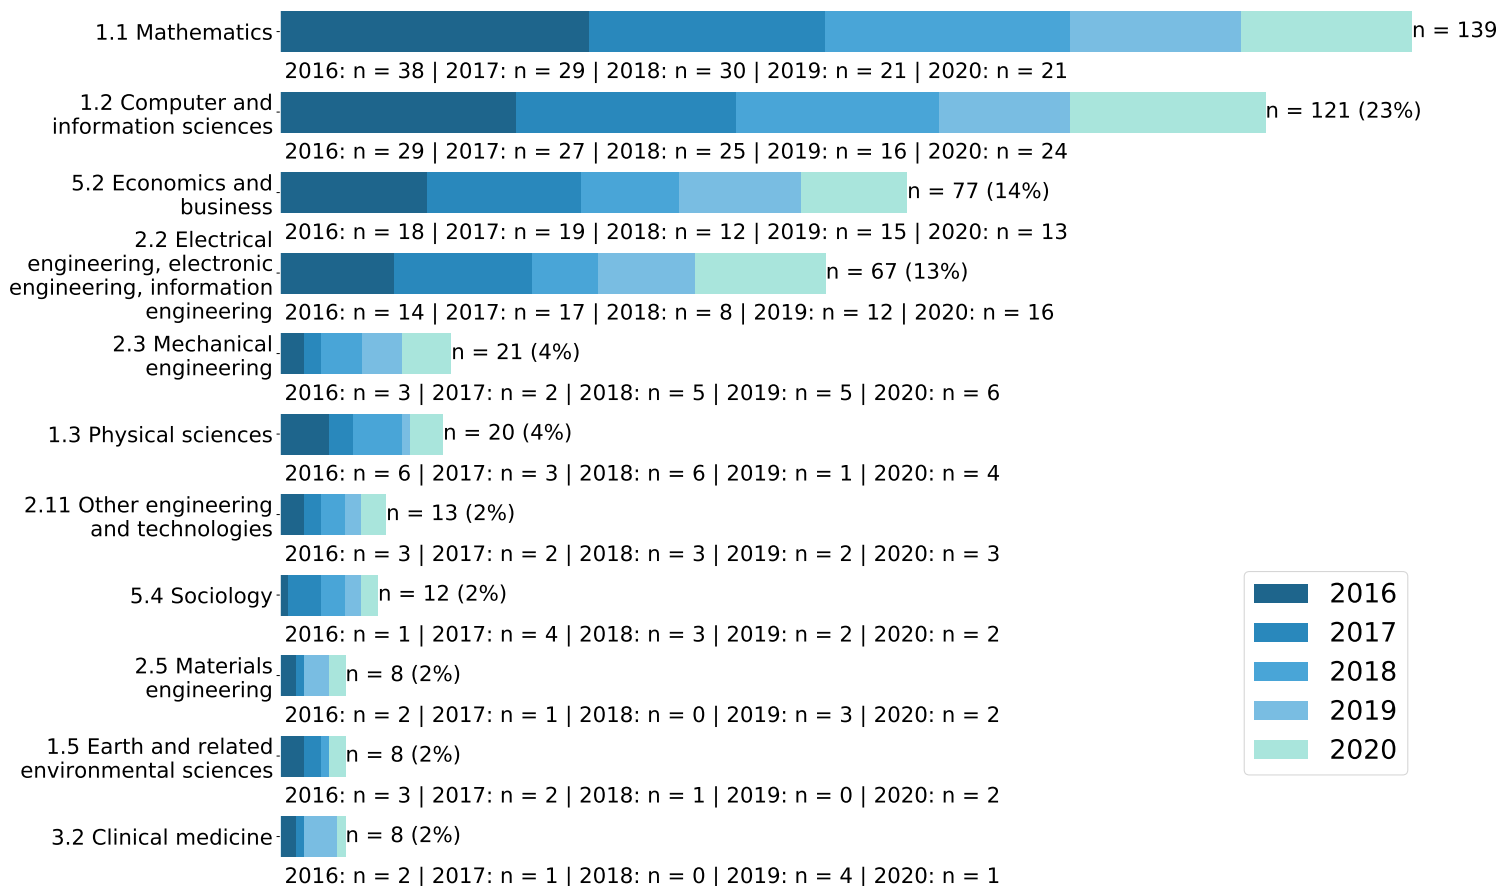 1.1 Mathematics
n = 139
2016: n = 38 | 2017: n = 29 | 2018: n = 30 | 2019: n = 21 | 2020: n = 21
1.2 Computer and
information sciences
n = 121 (23%)
2016: n = 29 | 2017: n = 27 | 2018: n = 25 | 2019: n = 16 | 2020: n = 24
5.2 Economics and
business
n = 77 (14%)
2016: n = 18 | 2017: n = 19 | 2018: n = 12 | 2019: n = 15 | 2020: n = 13
2.2 Electrical
engineering, electronic
engineering, information
engineering
n = 67 (13%)
2016: n = 14 | 2017: n = 17 | 2018: n = 8 | 2019: n = 12 | 2020: n = 16
2.3 Mechanical
engineering
n = 21 (4%)
2016: n = 3 | 2017: n = 2 | 2018: n = 5 | 2019: n = 5 | 2020: n = 6
1.3 Physical sciences
n = 20 (4%)
2016: n = 6 | 2017: n = 3 | 2018: n = 6 | 2019: n = 1 | 2020: n = 4
2.11 Other engineering
and technologies
n = 13 (2%)
2016: n = 3 | 2017: n = 2 | 2018: n = 3 | 2019: n = 2 | 2020: n = 3
5.4 Sociology
n = 12 (2%)
2016: n = 1 | 2017: n = 4 | 2018: n = 3 | 2019: n = 2 | 2020: n = 2
2.5 Materials
engineering
n = 8 (2%)
2016: n = 2 | 2017: n = 1 | 2018: n = 0 | 2019: n = 3 | 2020: n = 2
1.5 Earth and related
environmental sciences
n = 8 (2%)
2016: n = 3 | 2017: n = 2 | 2018: n = 1 | 2019: n = 0 | 2020: n = 2
3.2 Clinical medicine
n = 8 (2%)
2016: n = 2 | 2017: n = 1 | 2018: n = 0 | 2019: n = 4 | 2020: n = 1
2016
2017
2018
2019
2020